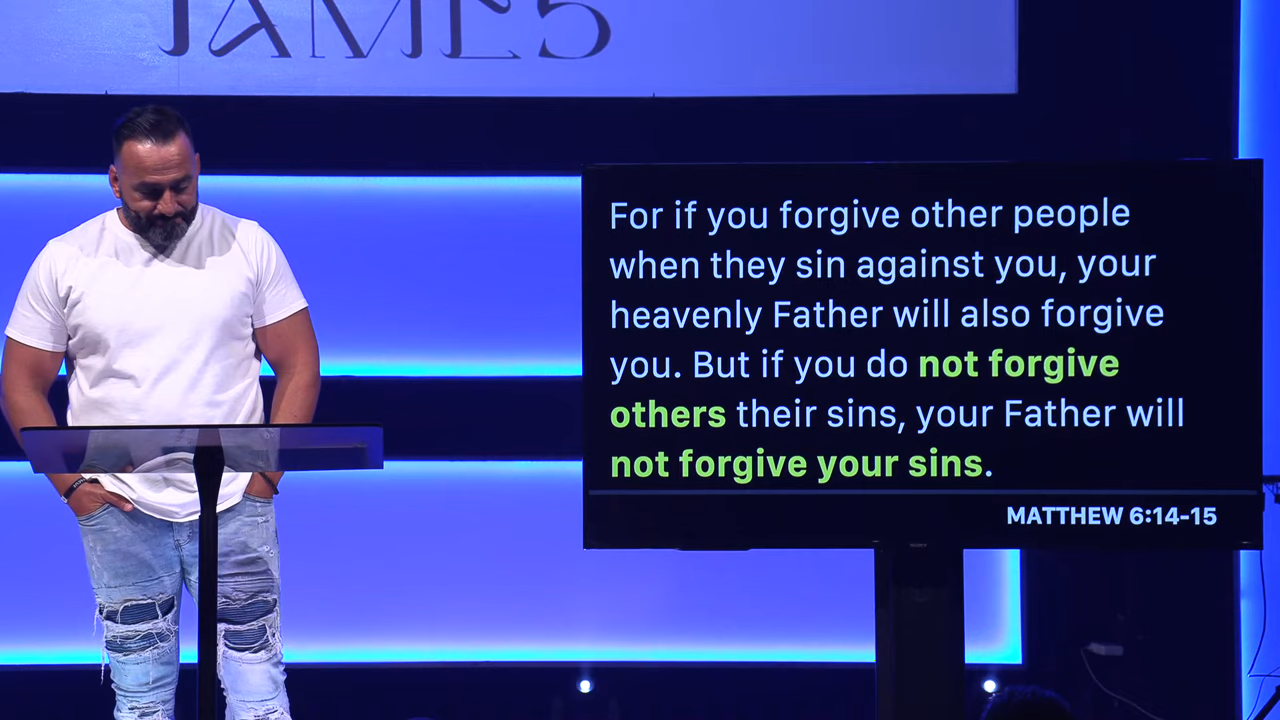 JAMES
For if you forgive other people
when they sin against you, your
heavenly Father will also forgive
you. But if you do not forgive
others their sins, your Father will
not forgive your sins.
MATTHEW 6:14-15